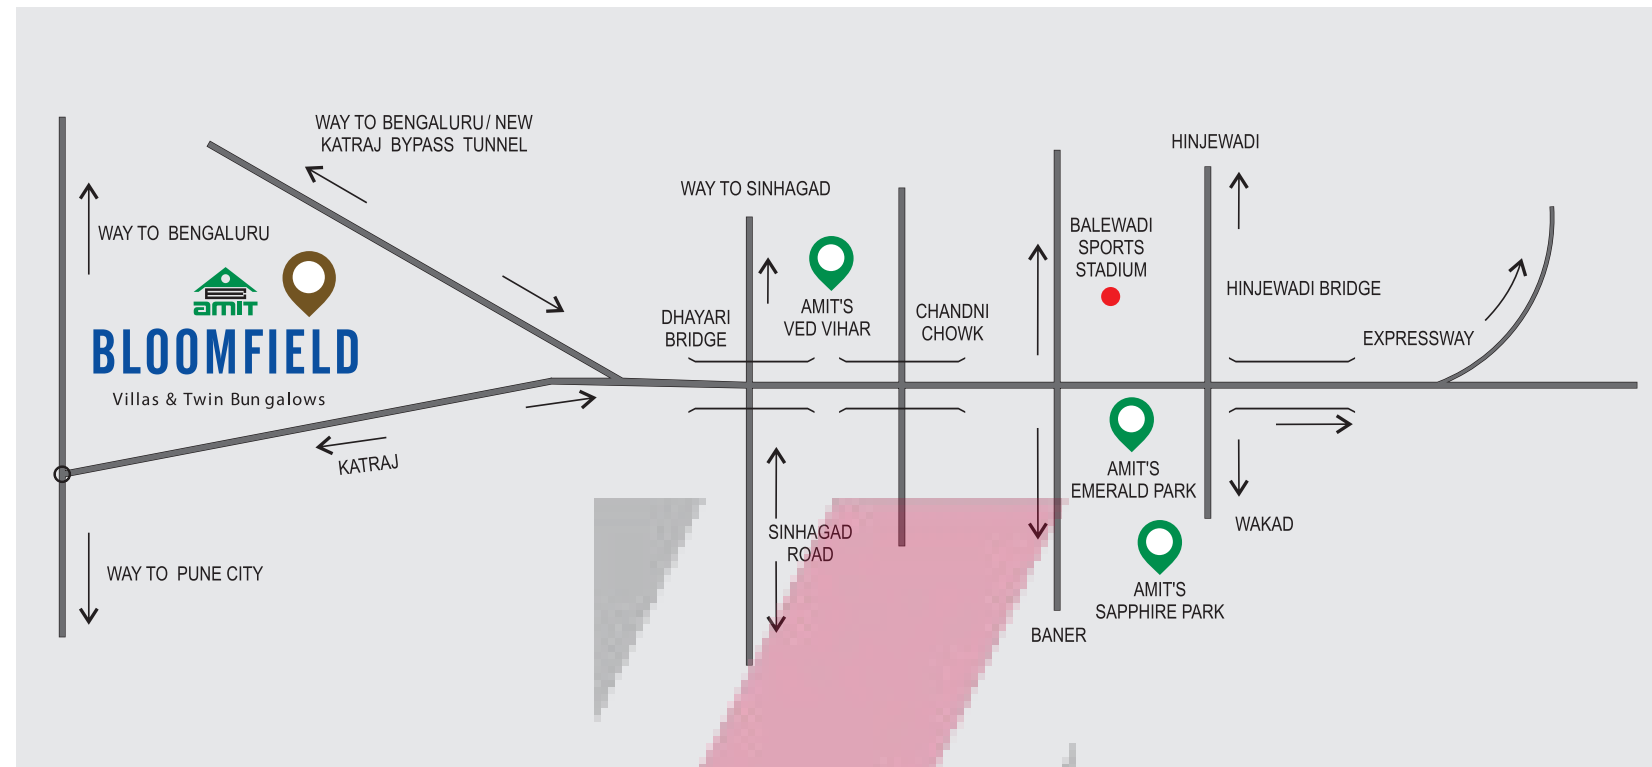 WAY TO BENGALURU / NEW
KATRAJ BYPASS TUNNEL
WAY TO BENGALURU
amit
BLOOMFIELD
Villas & Twin Bun galows
KATRAJ
WAY TO PUNE CITY
WAY TO SINHAGAD
DHAYARI
BRIDGE
AMIT'S
VED VIHAR
CHANDNI
CHOWK
SINHAGAD
ROAD
BALEWADI
SPORTS
STADIUM
HINJEWADI
HINJEWADI BRIDGE
EXPRESSWAY
AMIT'S
EMERALD PARK
WAKAD
AMIT'S
SAPPHIRE PARK
BANER